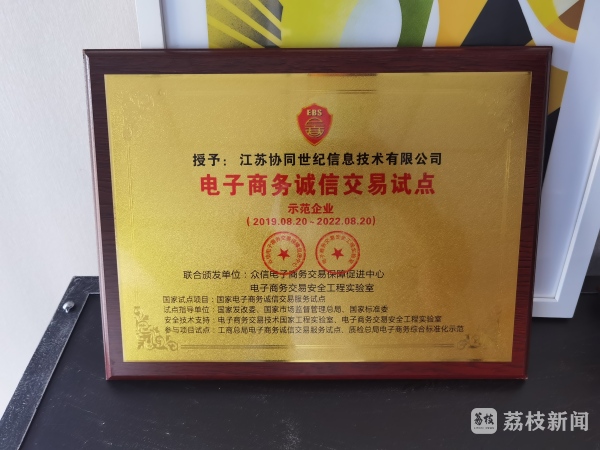 EBS
授予：江苏协同世纪信息技术有限公司
电子商务诚信交易试点
示范企业
（2019.08.20－2022.08.20）
联合颁发单位：众信电子商务交易保障促进中心
电子商务交易安全工程实验室
国家试点项目：国家电子商务诚信交易服务试点
试点指导单位：国家发改委、国家市场监督管理总局、国家标准委
安全技术支持：电子商务交易技术国家工程实验室、电子商务交易安全工程实验室
参与项目试点：工商总局电子商务诚信交易服务试点、质检总局电子商务综合标准化示范
荔枝 荔枝新闻